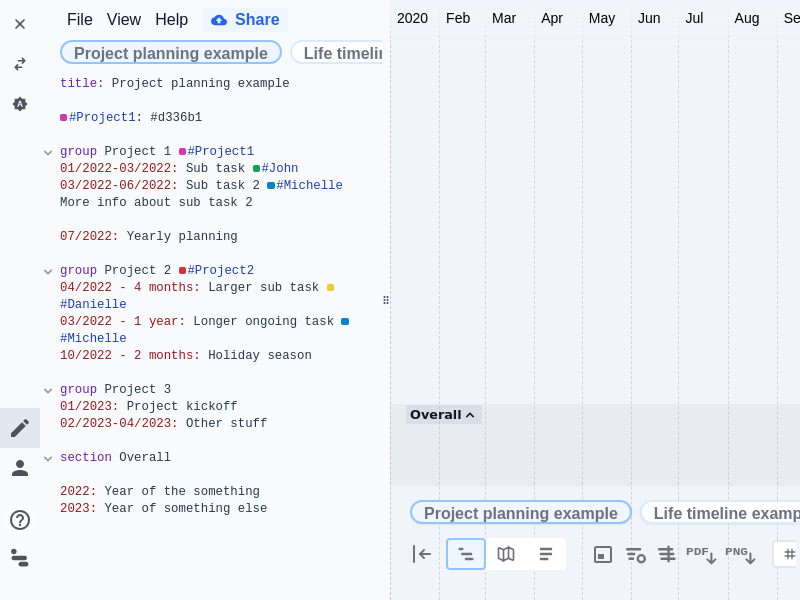 File View Help Share
Project planning example Life timelin
title: Project planning example
#Project1: #d336b1
group Project 1 #Project1
01/2022-03/2022: Sub task #John
03/2022-06/2022: Sub task 2 #Michelle
More info about sub task 2
07/2022: Yearly planning
group Project 2 #Project2
04/2022 - 4 months: Larger sub task
#Danielle
03/2022 - 1 year: Longer ongoing task
#Michelle
10/2022 - 2 months: Holiday season
group Project 3
01/2023: Project kickoff
02/2023-04/2023: Other stuff
section Overall
2022: Year of the something
2023: Year of something else
2020 Feb Mar Apr May Jun Jul Aug Se
Overall
Project planning example Life timeline examp
PDF PNG